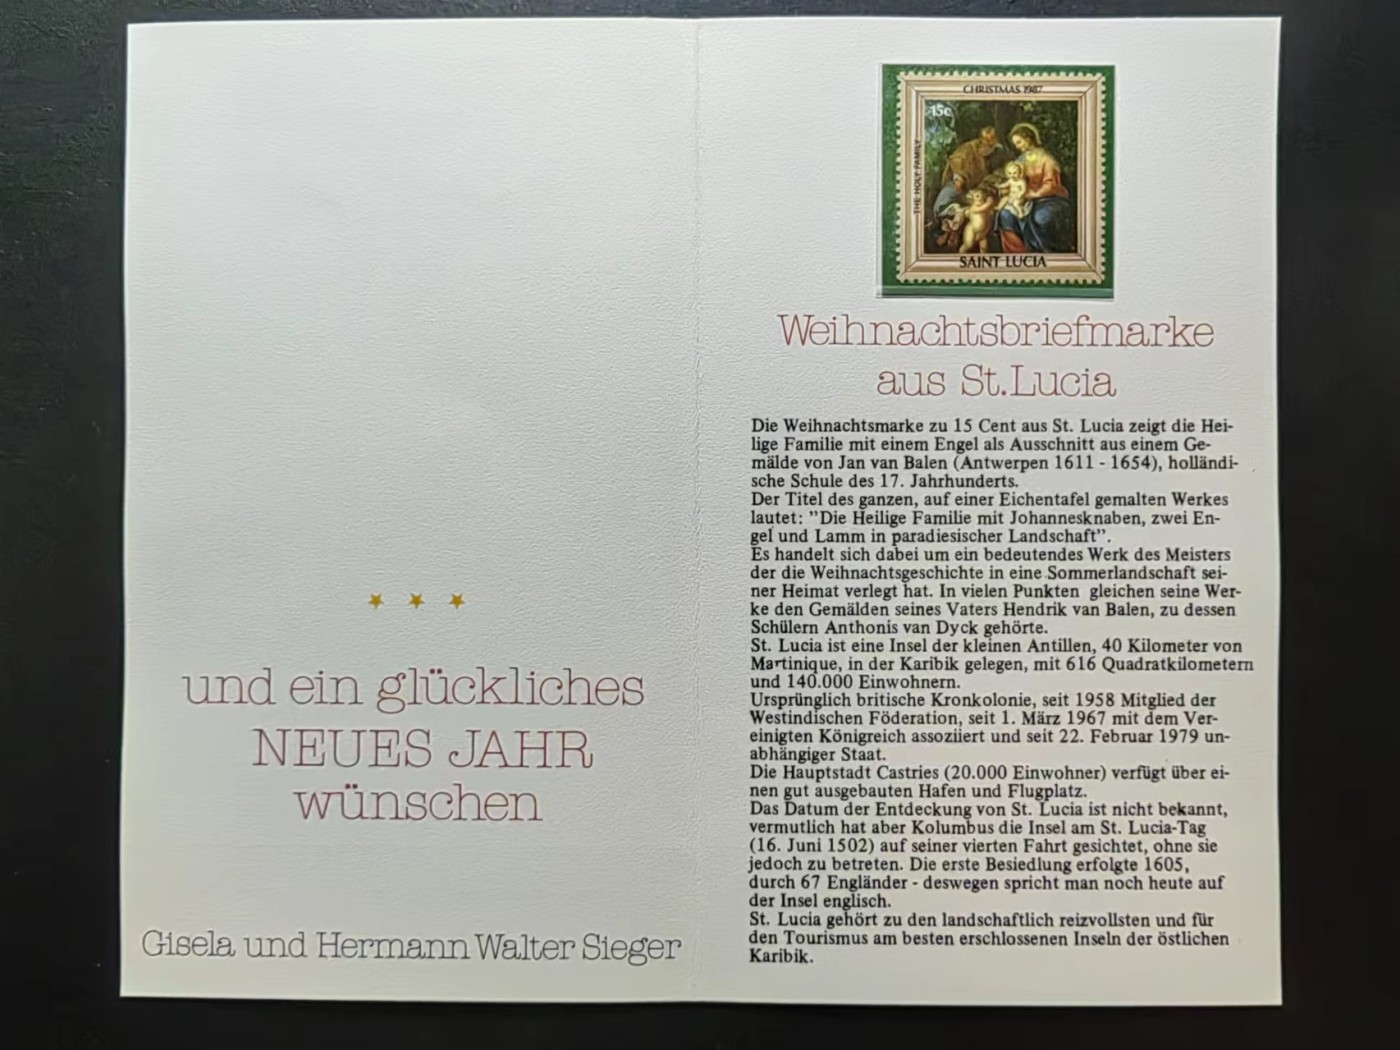 und ein glückliches
NEUES JAHR
wünschen
Gisela und Hermann Walter Sieger
CHRISTMAS 1987
15c
THE HOLY FAMILY
SAINT LUCIA
Weihnachtsbriefmarke
aus St.Lucia
Die Weihnachtsmarke zu 15 Cent aus St. Lucia zeigt die Hei-
lige Familie mit einem Engel als Ausschnitt aus einem Ge-
mälde von Jan van Balen (Antwerpen 1611 - 1654), holländi-
sche Schule des 17. Jahrhunderts.
Der Titel des ganzen, auf einer Eichentafel gemalten Werkes
lautet: "Die Heilige Familie mit Johannesknaben, zwei En-
gel und Lamm in paradiesischer Landschaft".
Es handelt sich dabei um ein bedeutendes Werk des Meisters
der die Weihnachtsgeschichte in eine Sommerlandschaft sei-
ner Heimat verlegt hat. In vielen Punkten gleichen seine Wer-
ke den Gemälden seines Vaters Hendrik van Balen, zu dessen
Schülern Anthonis van Dyck gehörte.
St. Lucia ist eine Insel der kleinen Antillen, 40 Kilometer von
Martinique, in der Karibik gelegen, mit 616 Quadratkilometern
und 140.000 Einwohnern.
Ursprünglich britische Kronkolonie, seit 1958 Mitglied der
Westindischen Föderation, seit 1. März 1967 mit dem Ver-
einigten Königreich assoziiert und seit 22. Februar 1979 un-
abhängiger Staat.
Die Hauptstadt Castries (20.000 Einwohner) verfügt über ei-
nen gut ausgebauten Hafen und Flugplatz.
Das Datum der Entdeckung von St. Lucia ist nicht bekannt,
vermutlich hat aber Kolumbus die Insel am St. Lucia-Tag
(16. Juni 1502) auf seiner vierten Fahrt gesichtet, ohne sie
jedoch zu betreten. Die erste Besiedlung erfolgte 1605,
durch 67 Engländer - deswegen spricht man noch heute auf
der Insel englisch.
St. Lucia gehört zu den landschaftlich reizvollsten und für
den Tourismus am besten erschlossenen Inseln der östlichen
Karibik.